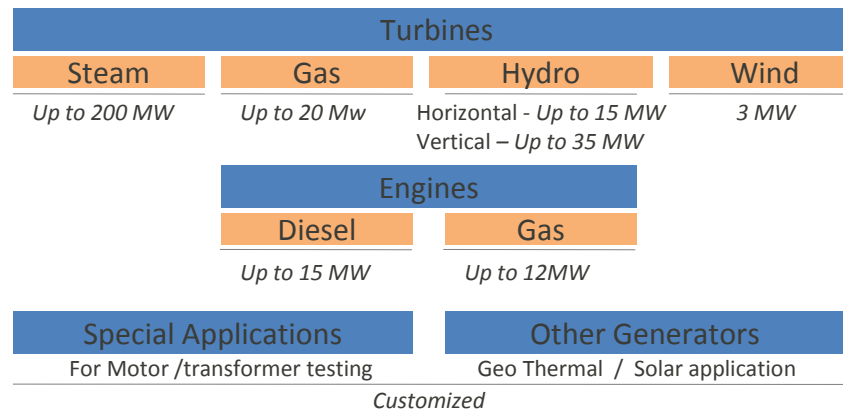 Turbines
Steam Gas Hydro Wind
Up to 200 MW Up to 20 Mw Horizontal - Up to 15 MW 3 MW
Vertical – Up to 35 MW
Engines
Diesel Gas
Up to 15 MW Up to 12MW
Special Applications Other Generators
For Motor /transformer testing Geo Thermal / Solar application
Customized